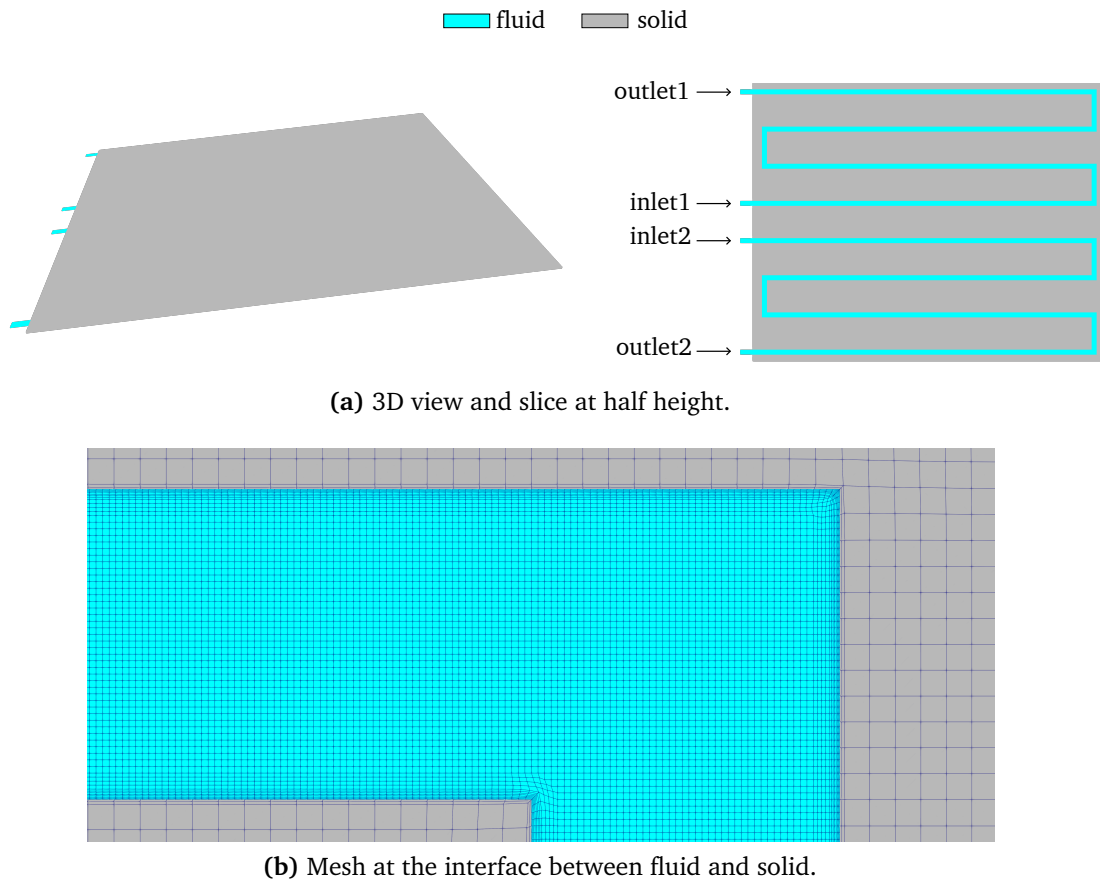 fluid solid
outlet1
inlet1
inlet2
outlet2
(a) 3D view and slice at half height.
(b) Mesh at the interface between fluid and solid.